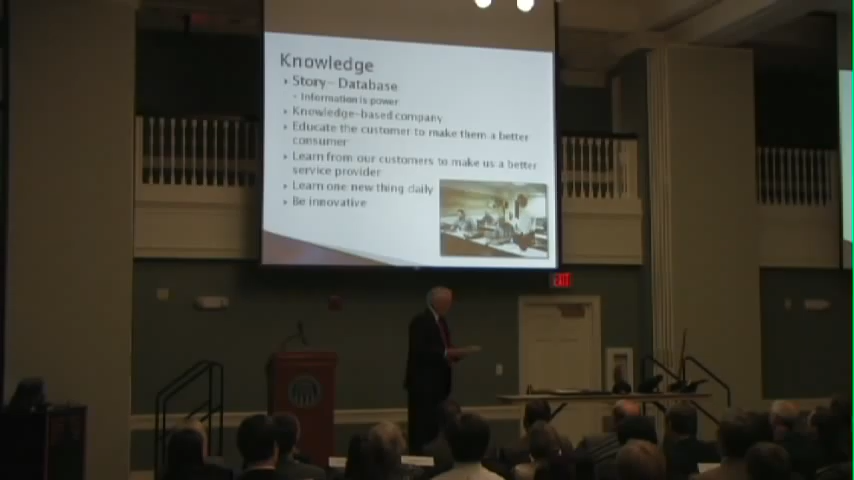 Knowledge
Story - Database
- Information is power
Knowledge-based company
Educate the customer to make them a better
consumer
Learn from our customers to make us a better
service provider
Learn one new thing daily
Be innovative
EXIT